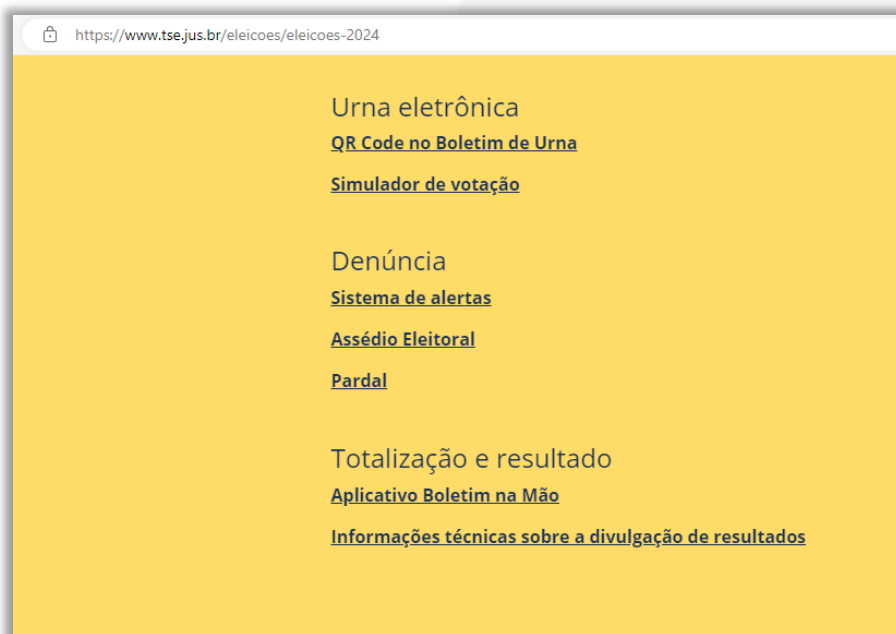 https://www.tse.jus.br/eleicoes/eleicoes-2024
Urna eletrônica
QR Code no Boletim de Urna
Simulador de votação
Denúncia
Sistema de alertas
Assédio Eleitoral
Pardal
Totalização e resultado
Aplicativo Boletim na Mão
Informações técnicas sobre a divulgação de resultados